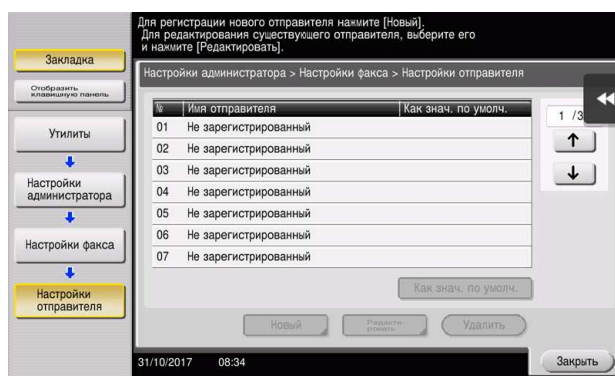 Для регистрации нового отправителя нажмите [Новый].
Для редактирования существующего отправителя, выберите его
и нажмите [Редактировать].
Закладка
Отобразить
клавишную панель
Утилиты
Настройки
администратора
Настройки факса
Настройки
отправителя
Настройки администратора > Настройки факса > Настройки отправителя
№ Имя отправителя Как знач. по умолч.
01 Не зарегистрированный
02 Не зарегистрированный
03 Не зарегистрированный
04 Не зарегистрированный
05 Не зарегистрированный
06 Не зарегистрированный
07 Не зарегистрированный
1 /3
Как знач. по умолч.
Новый
Редакти-
ровать
Удалить
31/10/2017 08:34
Закрыть